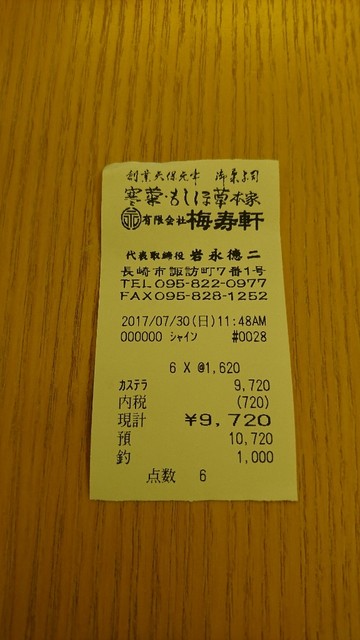 創業天保元年 御菓子司
寒菊・もしほ草本家
有限会社 梅寿軒
代表取締役 岩永德二
長崎市諏訪町7番1号
TEL095-822-0977
FAX095-828-1252
2017/07/30(日)11:48AM
000000 シャイン #0028
6 X @1,620
カステラ 9,720
内税 (720)
現計 ¥9,720
預 10,720
釣 1,000
点数 6